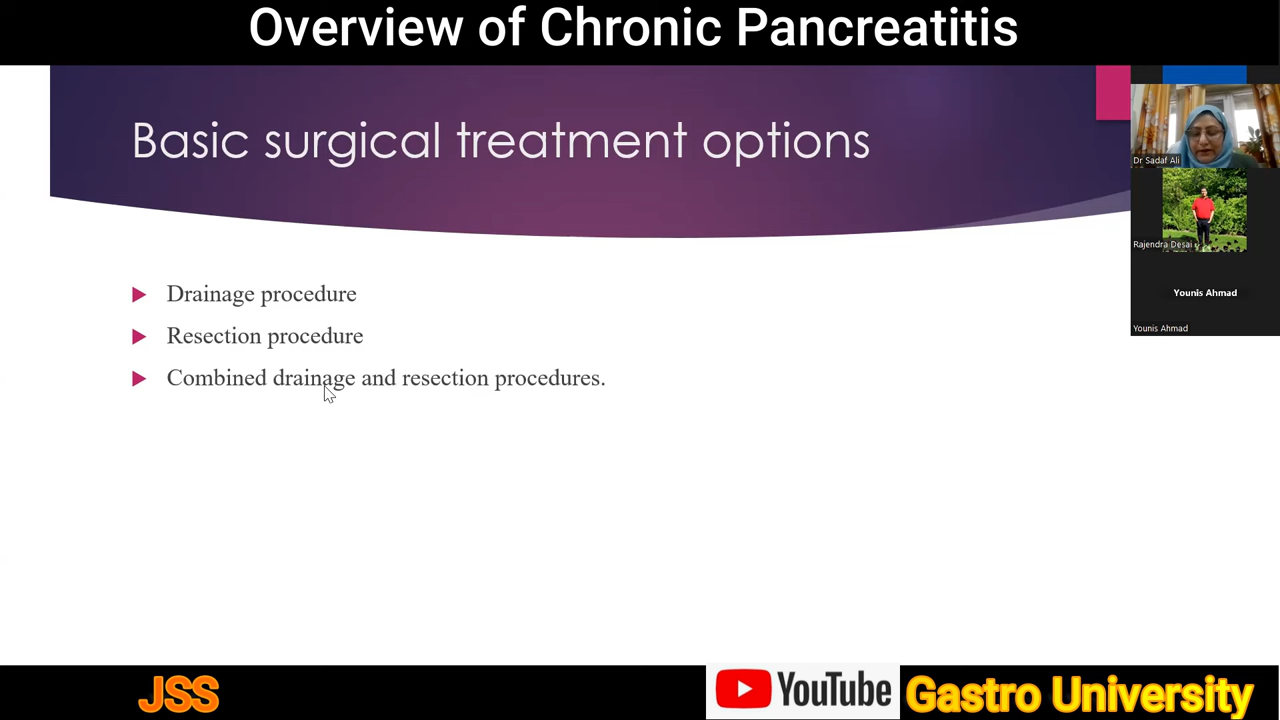 Overview of Chronic Pancreatitis
Basic surgical treatment options
Dr Sadaf Ali
Rajendra Desai
Younis Ahmad
Younis Ahmad
Drainage procedure
Resection procedure
Combined drainage and resection procedures.
JSS
YouTube
Gastro University